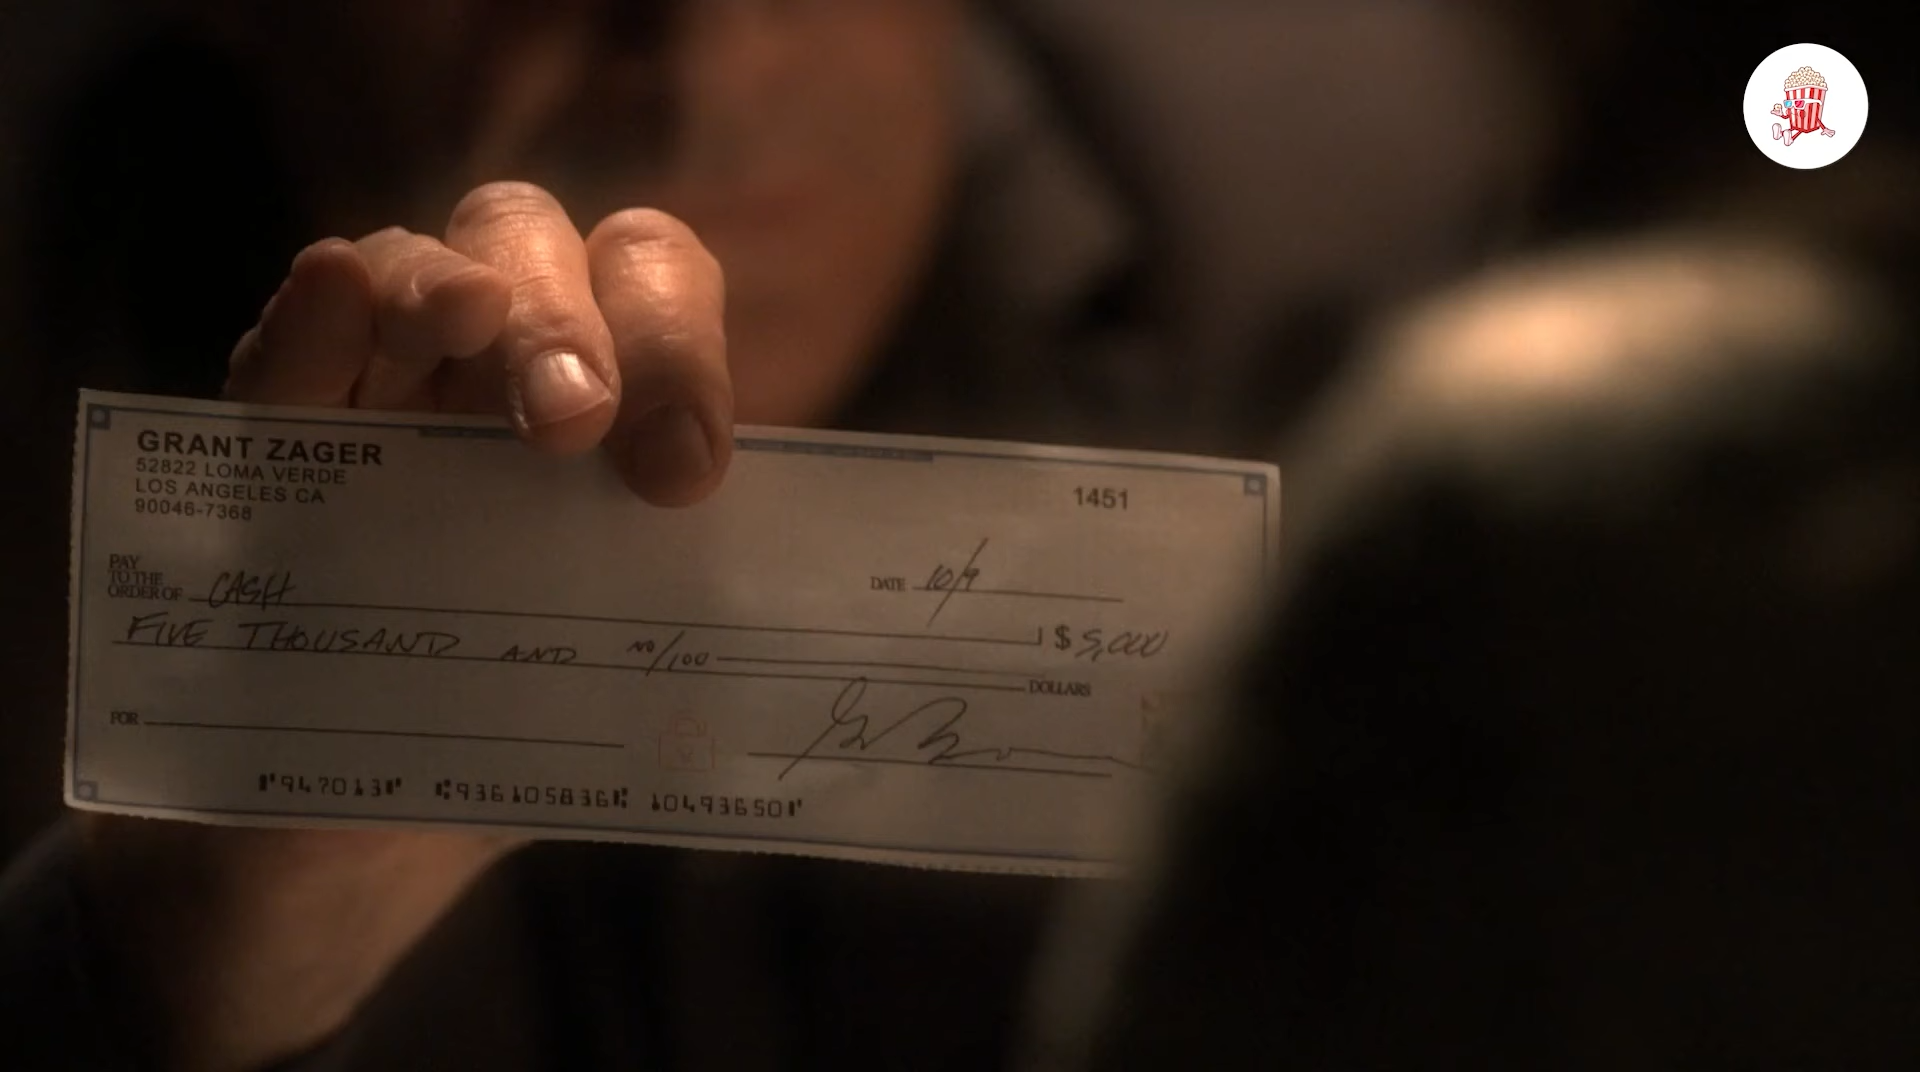 GRANT ZAGER
52822 LOMA VERDE
LOS ANGELES CA
90046-7368
1451
PAY
TO THE
ORDER OF CASH
DATE 10/9
$ 5,000
FIVE THOUSAND AND NO/100
DOLLARS
FOR
⑈947013⑈ ⑆936105836⑆ 10493650⑈